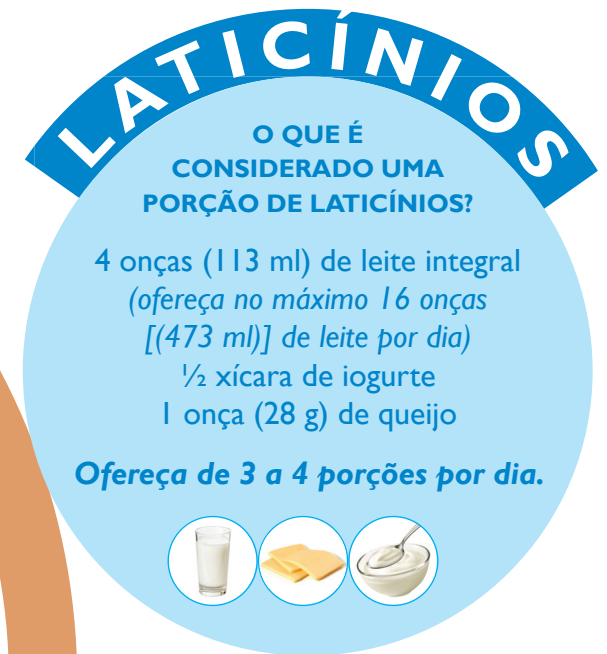 LATICÍNIOS
O QUE É
CONSIDERADO UMA
PORÇÃO DE LATICÍNIOS?
4 onças (113 ml) de leite integral
(ofereça no máximo 16 onças
[(473 ml)] de leite por dia)
½ xícara de iogurte
1 onça (28 g) de queijo
Ofereça de 3 a 4 porções por dia.